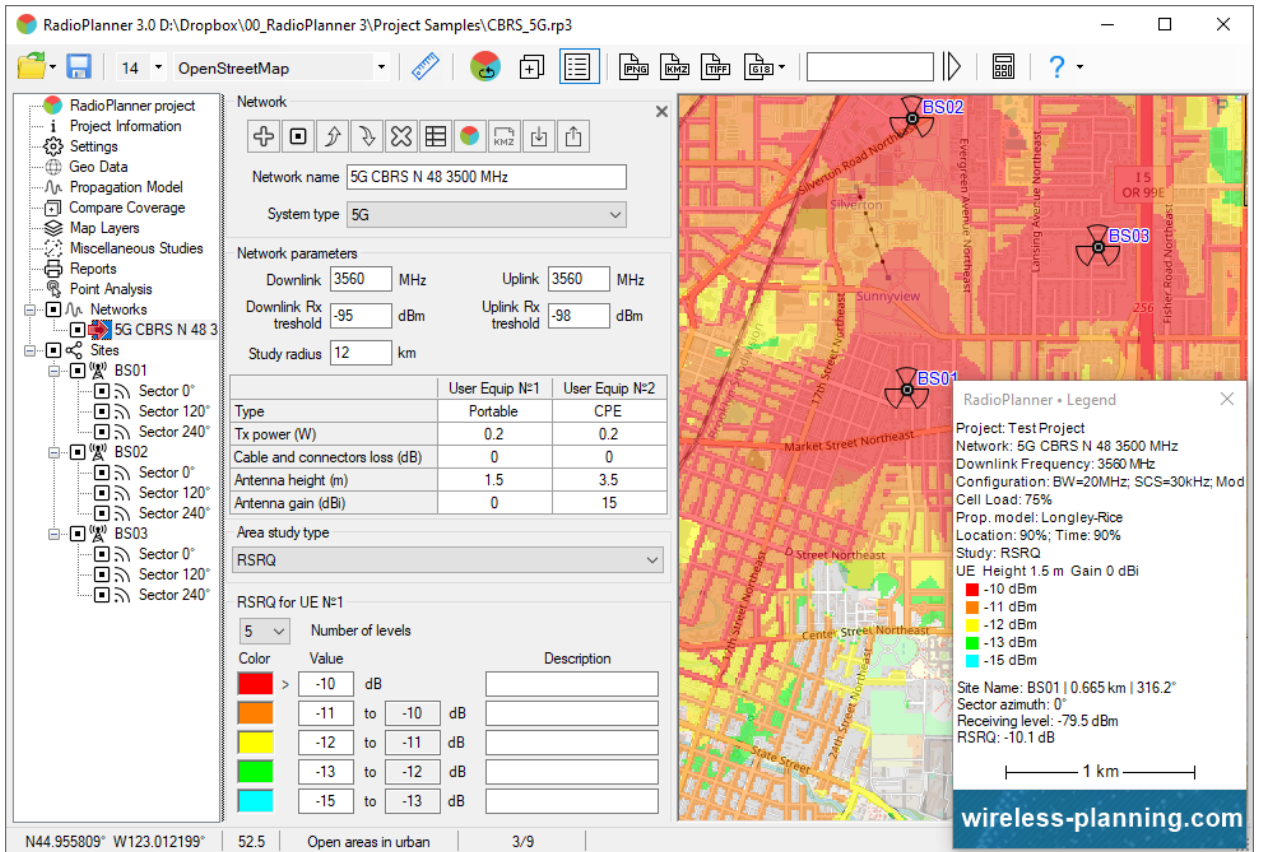 RadioPlanner 3.0 D:\Dropbox\00_RadioPlanner 3\Project Samples\CBRS_5G.rp3
14 OpenStreetMap PNG KMZ TIFF GIS ?
RadioPlanner project
Project Information
Settings
Geo Data
Propagation Model
Compare Coverage
Map Layers
Miscellaneous Studies
Reports
Point Analysis
Networks
5G CBRS N 48 3
Sites
BS01
Sector 0°
Sector 120°
Sector 240°
BS02
Sector 0°
Sector 120°
Sector 240°
BS03
Sector 0°
Sector 120°
Sector 240°
Network
KMZ
Network name 5G CBRS N 48 3500 MHz
System type 5G
Network parameters
Downlink 3560 MHz Uplink 3560 MHz
Downlink Rx treshold -95 dBm Uplink Rx treshold -98 dBm
Study radius 12 km
User Equip №1 User Equip №2
Type Portable CPE
Tx power (W) 0.2 0.2
Cable and connectors loss (dB) 0 0
Antenna height (m) 1.5 3.5
Antenna gain (dBi) 0 15
Area study type
RSRQ
RSRQ for UE №1
5 Number of levels
Color Value Description
> -10 dB
-11 to -10 dB
-12 to -11 dB
-13 to -12 dB
-15 to -13 dB
BS02
P
Silverton Road Northeast
Evergreen Avenue Northeast
Lansing Avenue Northeast
I 5
OR 99E
Silverton
BS03
Fisher Road Northeast
Sunnyview
256
17th Street Northeast
BS01
Market Street Northeast
D Street Northeast
Center Street Northeast
17th Street Northeast
24th Street Northeast
State Street
RadioPlanner • Legend
Project: Test Project
Network: 5G CBRS N 48 3500 MHz
Downlink Frequency: 3560 MHz
Configuration: BW=20MHz; SCS=30kHz; Mod
Cell Load: 75%
Prop. model: Longley-Rice
Location: 90%; Time: 90%
Study: RSRQ
UE Height 1.5 m Gain 0 dBi
-10 dBm
-11 dBm
-12 dBm
-13 dBm
-15 dBm
Site Name: BS01 | 0.665 km | 316.2°
Sector azimuth: 0°
Receiving level: -79.5 dBm
RSRQ: -10.1 dB
1 km
wireless-planning.com
N44.955809° W123.012199° 52.5 Open areas in urban 3/9